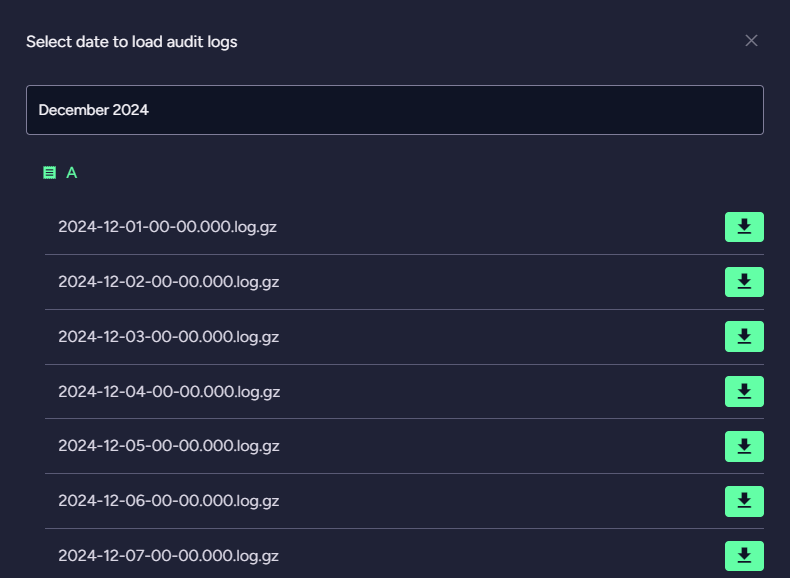 Select date to load audit logs
December 2024
A
2024-12-01-00-00.000.log.gz
2024-12-02-00-00.000.log.gz
2024-12-03-00-00.000.log.gz
2024-12-04-00-00.000.log.gz
2024-12-05-00-00.000.log.gz
2024-12-06-00-00.000.log.gz
2024-12-07-00-00.000.log.gz